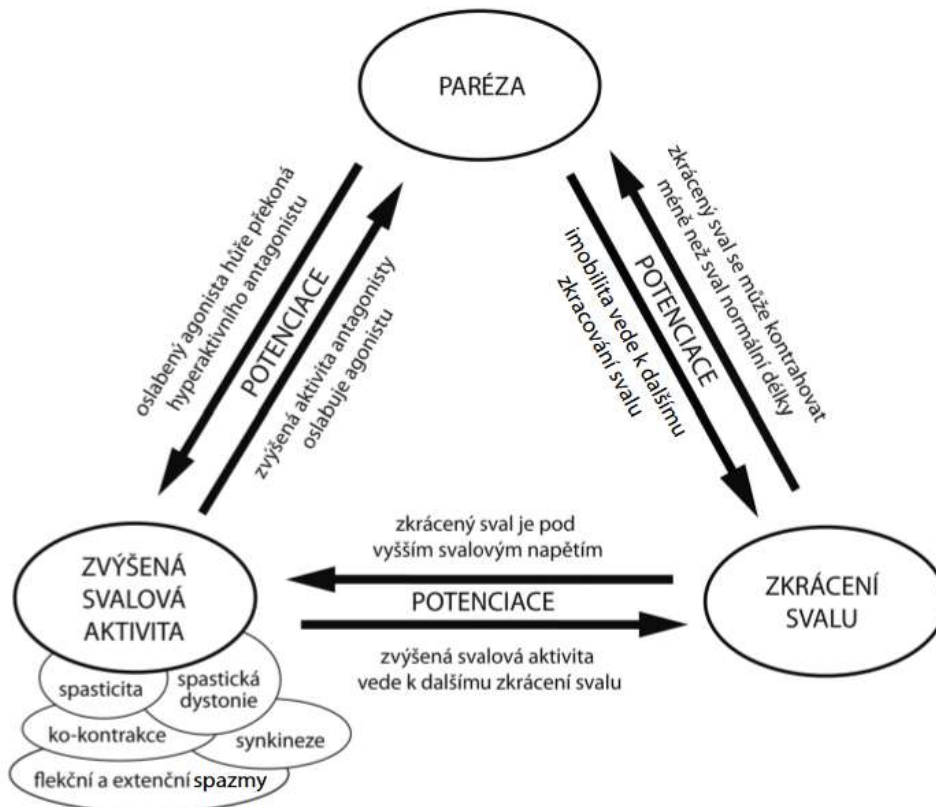 PARÉZA
oslabený agonista hůře překoná
hyperaktivního antagonistu
POTENCIACE
zvýšená aktivita antagonisty
oslabuje agonistu
imobilita vede k dalšímu
zkracování svalu
POTENCIACE
zkrácený sval se může kontrahovat
méně než sval normální délky
zkrácený sval je pod
vyšším svalovým napětím
POTENCIACE
zvýšená svalová aktivita
vede k dalšímu zkrácení svalu
ZVÝŠENÁ
SVALOVÁ
AKTIVITA
ZKRÁCENÍ
SVALU
spasticita
spastická
dystonie
ko-kontrakce
synkineze
flekční a extenční spazmy